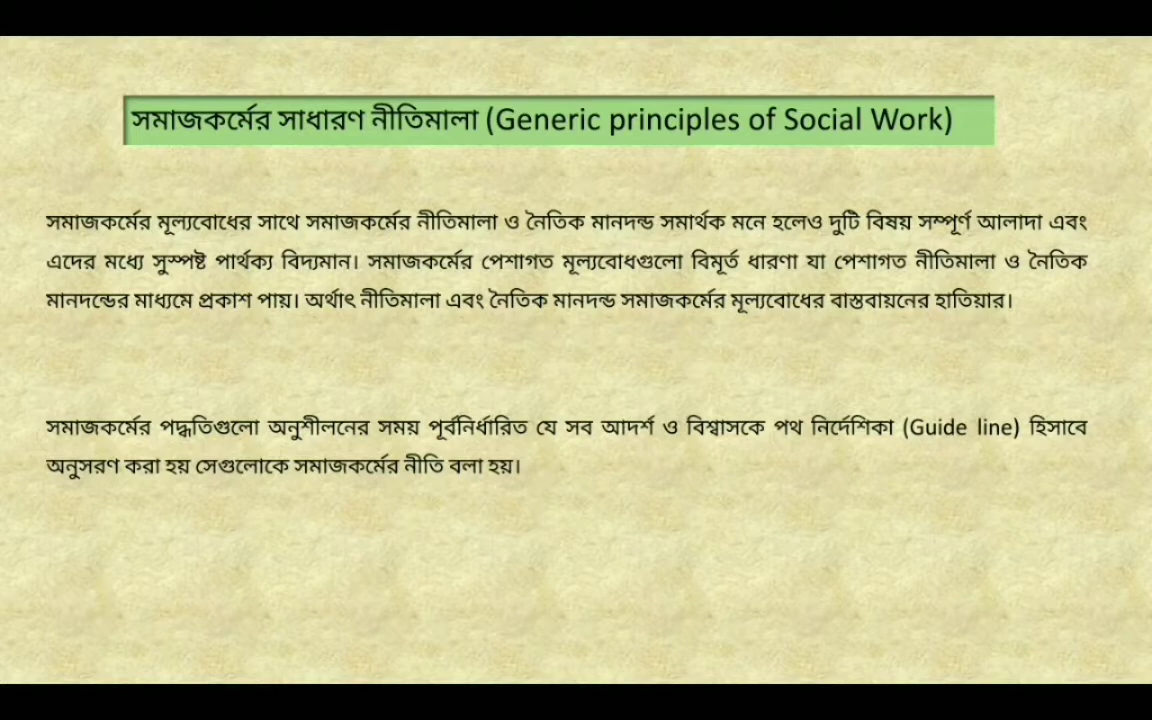 সমাজকর্মের সাধারণ নীতিমালা (Generic principles of Social Work)
সমাজকর্মের মূল্যবোধের সাথে সমাজকর্মের নীতিমালা ও নৈতিক মানদন্ড সমার্থক মনে হলেও দুটি বিষয় সম্পূর্ণ আলাদা এবং
এদের মধ্যে সুস্পষ্ট পার্থক্য বিদ্যমান। সমাজকর্মের পেশাগত মূল্যবোধগুলো বিমূর্ত ধারণা যা পেশাগত নীতিমালা ও নৈতিক
মানদন্ডের মাধ্যমে প্রকাশ পায়। অর্থাৎ নীতিমালা এবং নৈতিক মানদন্ড সমাজকর্মের মূল্যবোধের বাস্তবায়নের হাতিয়ার।
সমাজকর্মের পদ্ধতিগুলো অনুশীলনের সময় পূর্বনির্ধারিত যে সব আদর্শ ও বিশ্বাসকে পথ নির্দেশিকা (Guide line) হিসাবে
অনুসরণ করা হয় সেগুলোকে সমাজকর্মের নীতি বলা হয়।